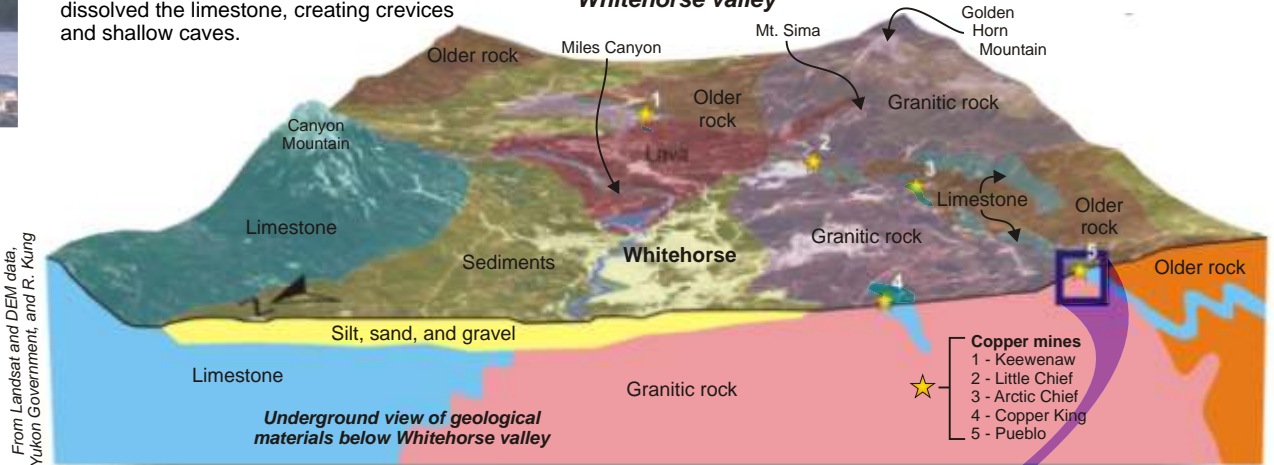 dissolved the limestone, creating crevices
and shallow caves.
Whitehorse valley
Miles Canyon
Mt. Sima
Golden
Horn
Mountain
Older rock
Canyon
Mountain
1
Older
rock
Granitic rock
Lava
2
3
Limestone
Limestone
Older
rock
Granitic rock
Whitehorse
Sediments
5
4
Older rock
Silt, sand, and gravel
Limestone
Granitic rock
Underground view of geological
materials below Whitehorse valley
Copper mines
1 - Keewenaw
2 - Little Chief
3 - Arctic Chief
4 - Copper King
5 - Pueblo
From Landsat and DEM data,
Yukon Government, and R. Kung